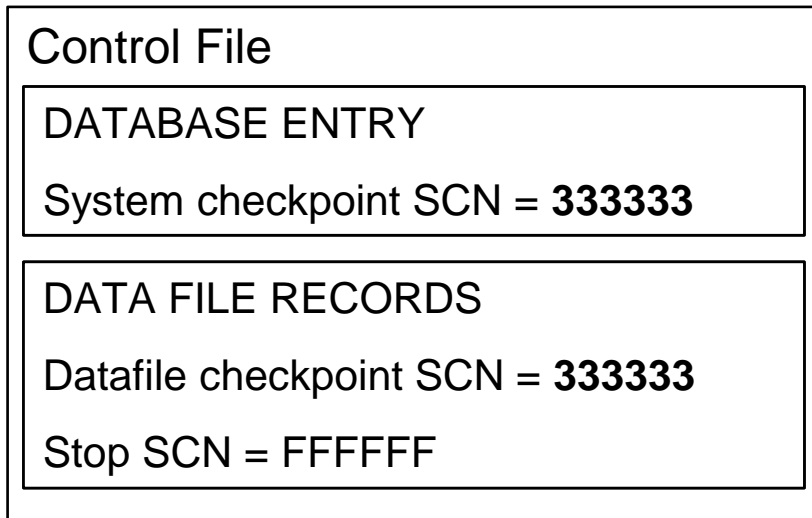 Control File
DATABASE ENTRY
System checkpoint SCN = 333333
DATA FILE RECORDS
Datafile checkpoint SCN = 333333
Stop SCN = FFFFFF